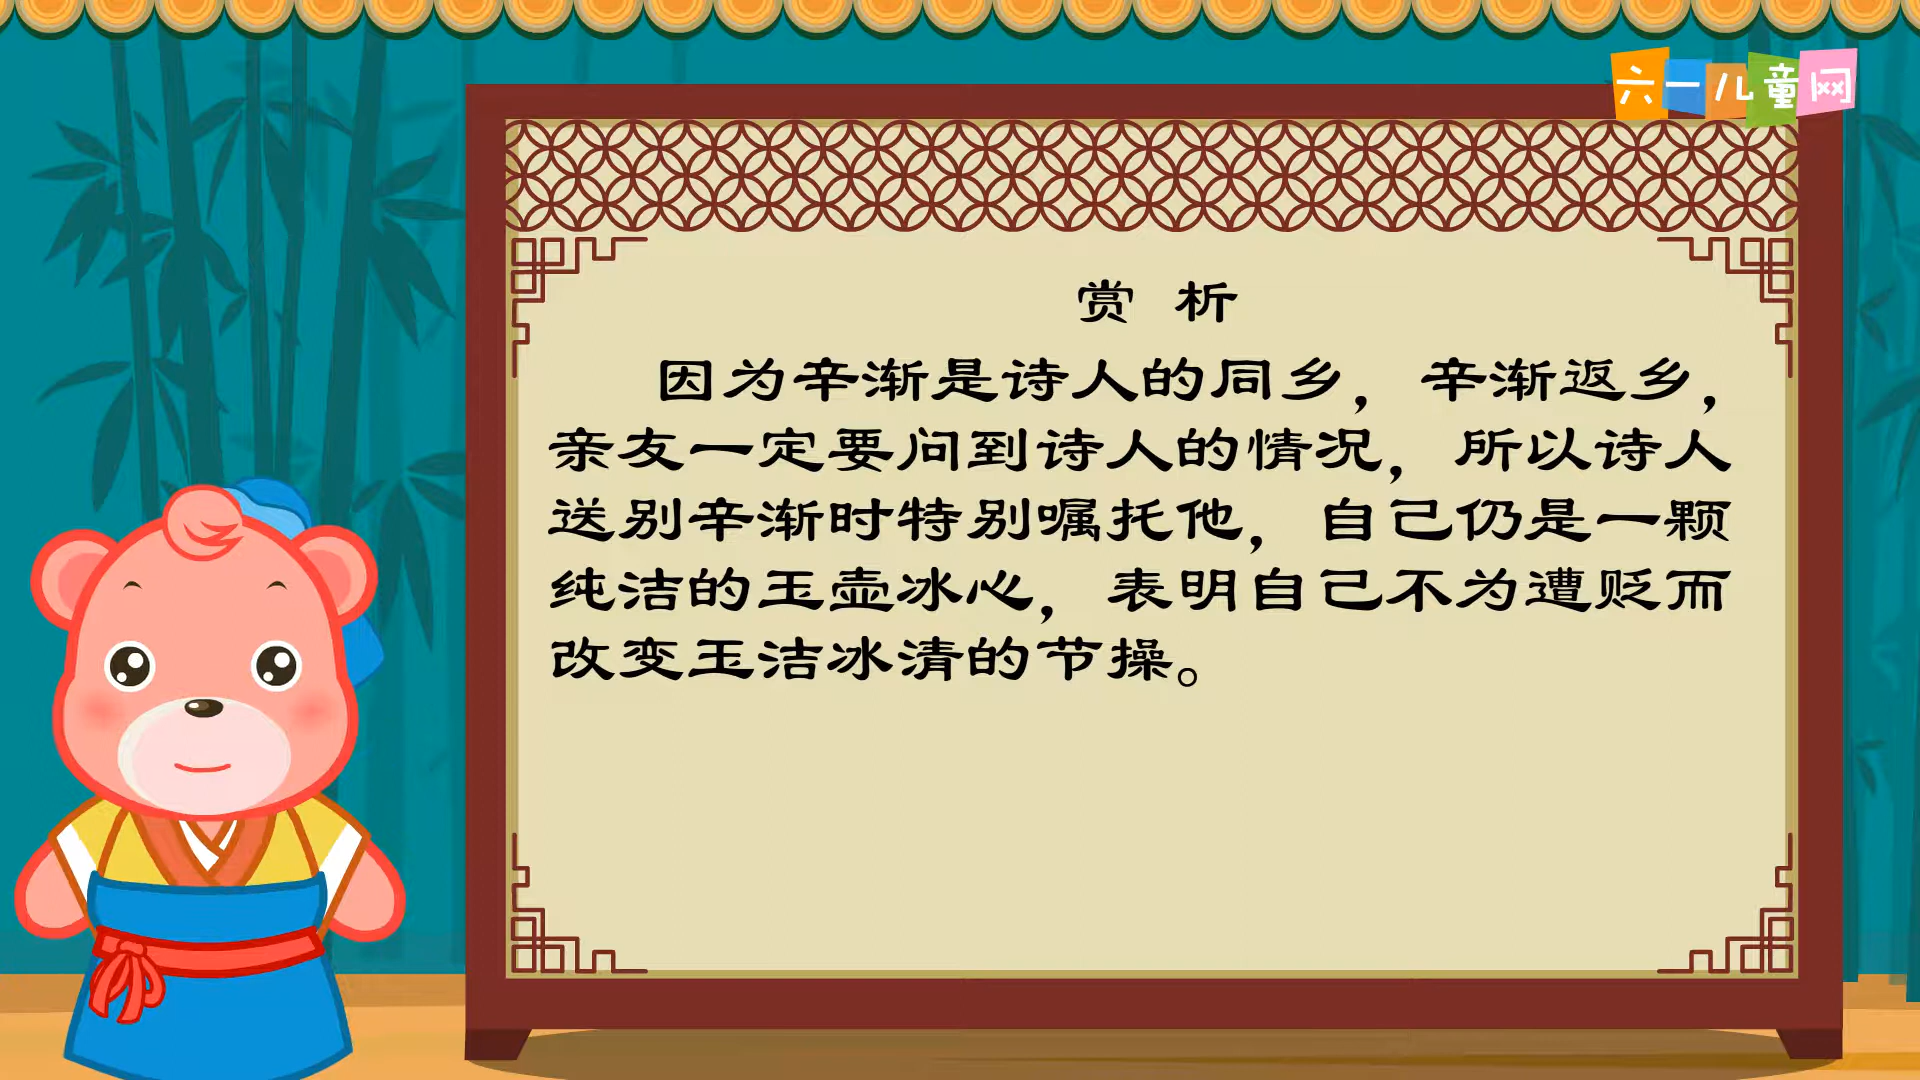 六一儿童网
赏 析
因为辛渐是诗人的同乡，辛渐返乡，
亲友一定要问到诗人的情况，所以诗人
送别辛渐时特别嘱托他，自己仍是一颗
纯洁的玉壶冰心，表明自己不为遭贬而
改变玉洁冰清的节操。